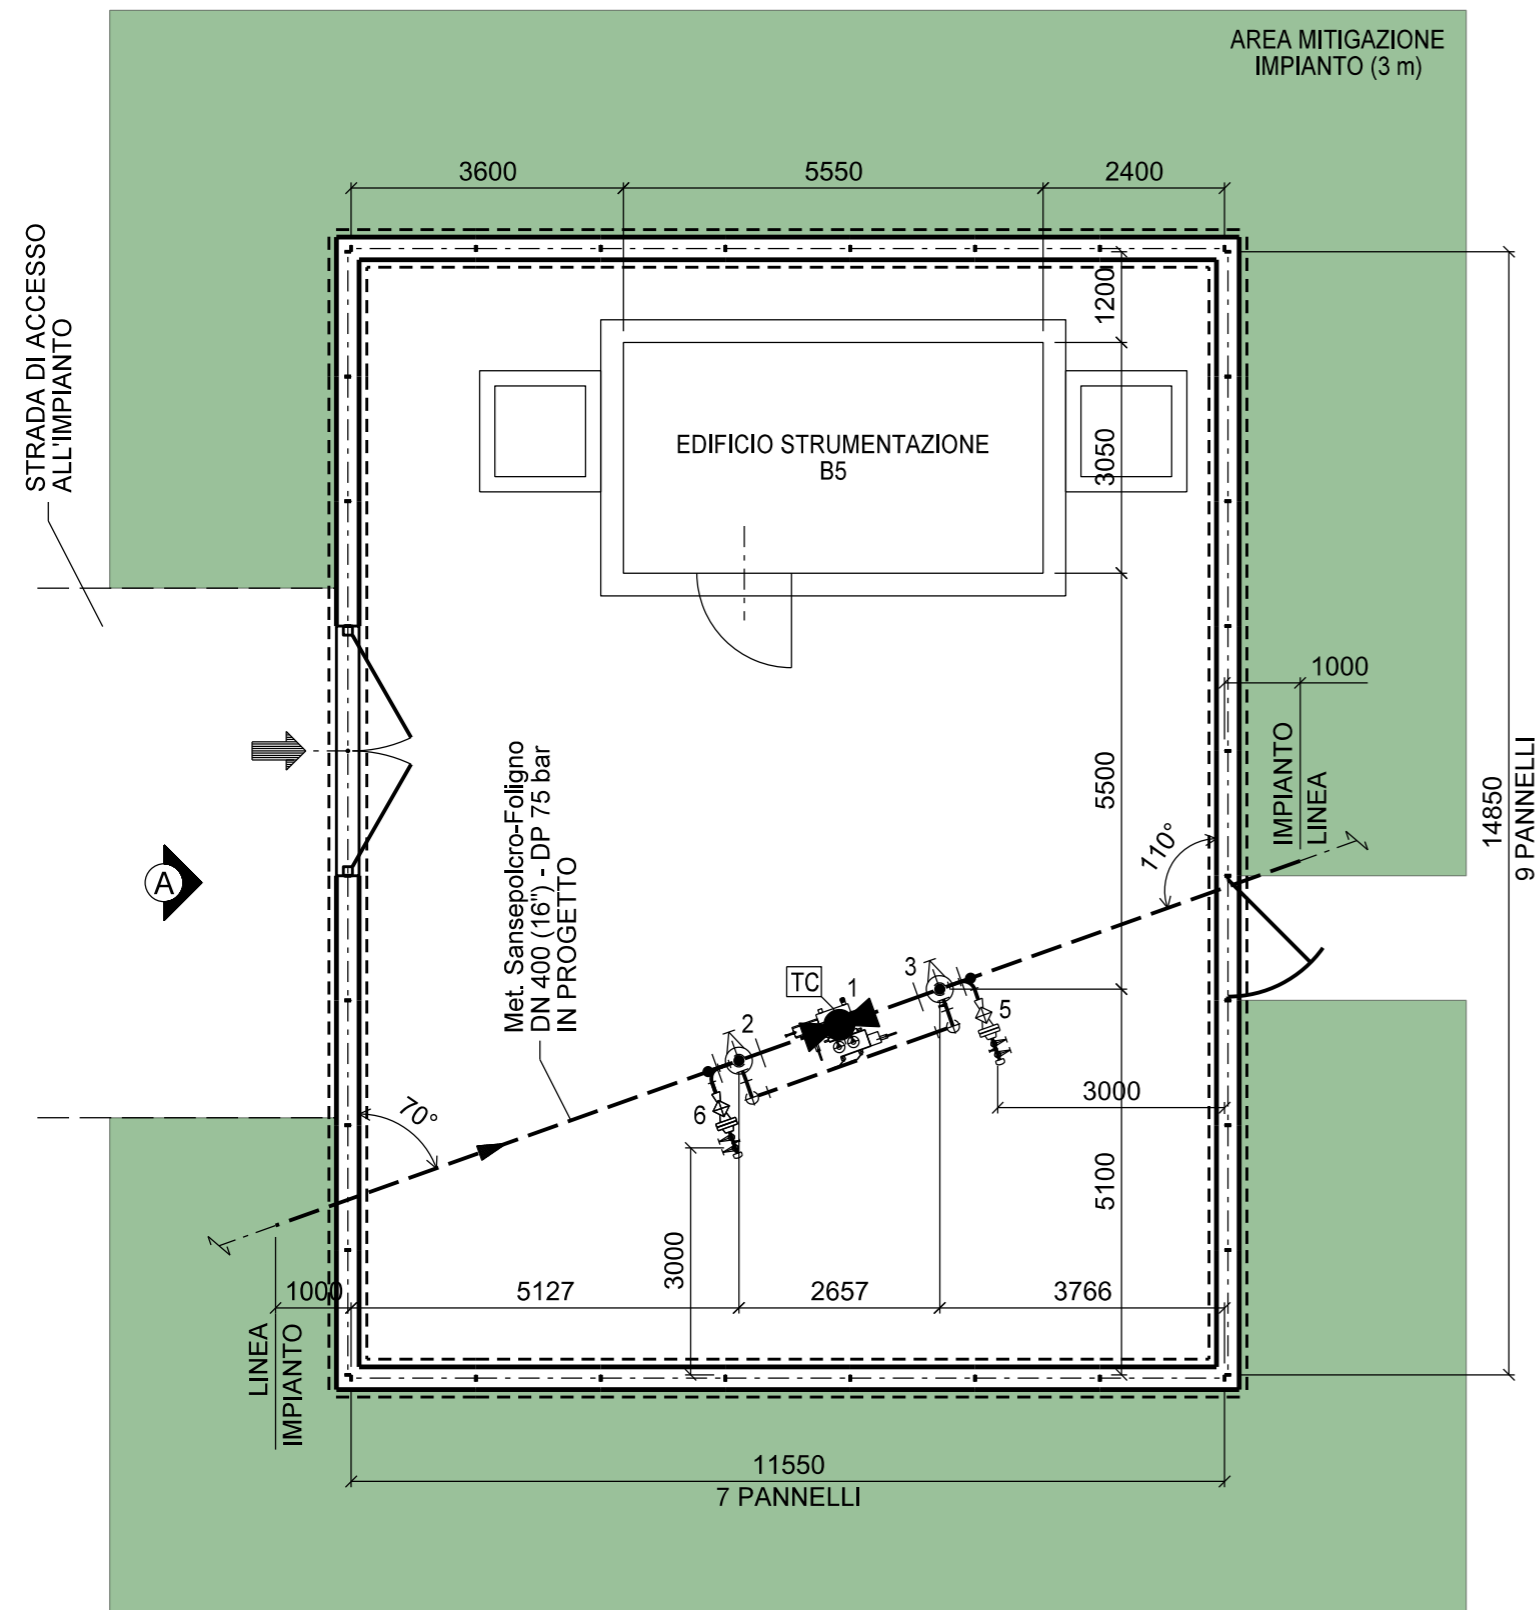 AREA MITIGAZIONE
IMPIANTO (3 m)
3600
5550
2400
STRADA DI ACCESSO
ALL'IMPIANTO
1200
EDIFICIO STRUMENTAZIONE
B5
3050
1000
IMPIANTO
LINEA
14850
9 PANNELLI
5500
110°
Met. Sansepolcro-Foligno
DN 400 (16") - DP 75 bar
IN PROGETTO
A
TC
1
3
2
5
6
70°
3000
5100
3000
1000
5127
2657
3766
LINEA
IMPIANTO
11550
7 PANNELLI